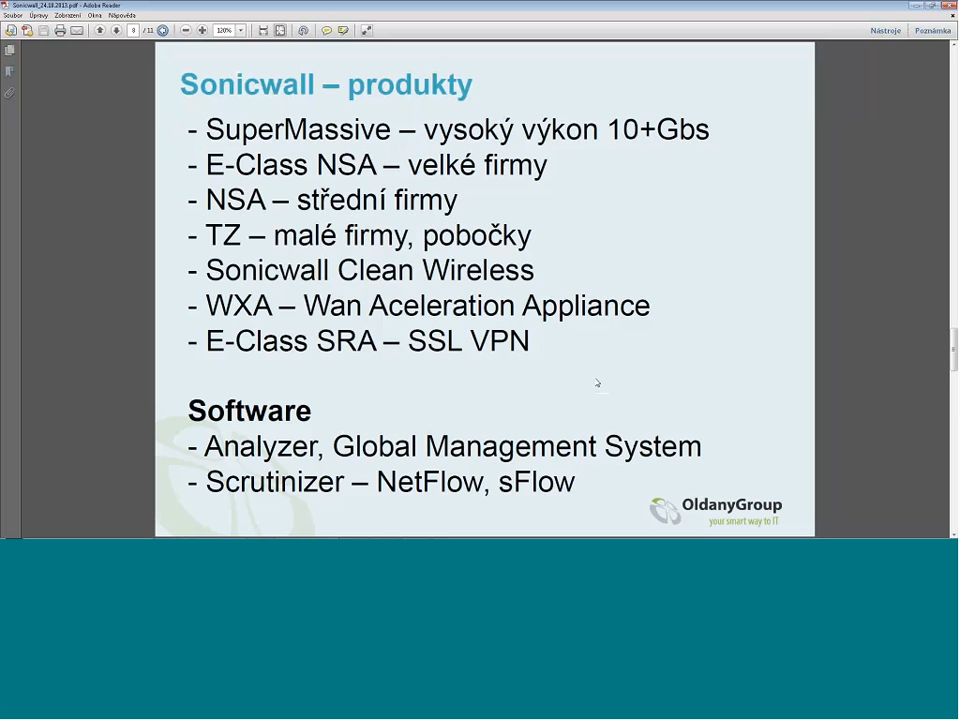 Sonicwall_24.10.2013.pdf - Adobe Reader
Soubor Úpravy Zobrazení Okna Nápověda
8 / 11 120% Nástroje Poznámka
Sonicwall – produkty
- SuperMassive – vysoký výkon 10+Gbs
- E-Class NSA – velké firmy
- NSA – střední firmy
- TZ – malé firmy, pobočky
- Sonicwall Clean Wireless
- WXA – Wan Aceleration Appliance
- E-Class SRA – SSL VPN
Software
- Analyzer, Global Management System
- Scrutinizer – NetFlow, sFlow
OldanyGroup
your smart way to IT